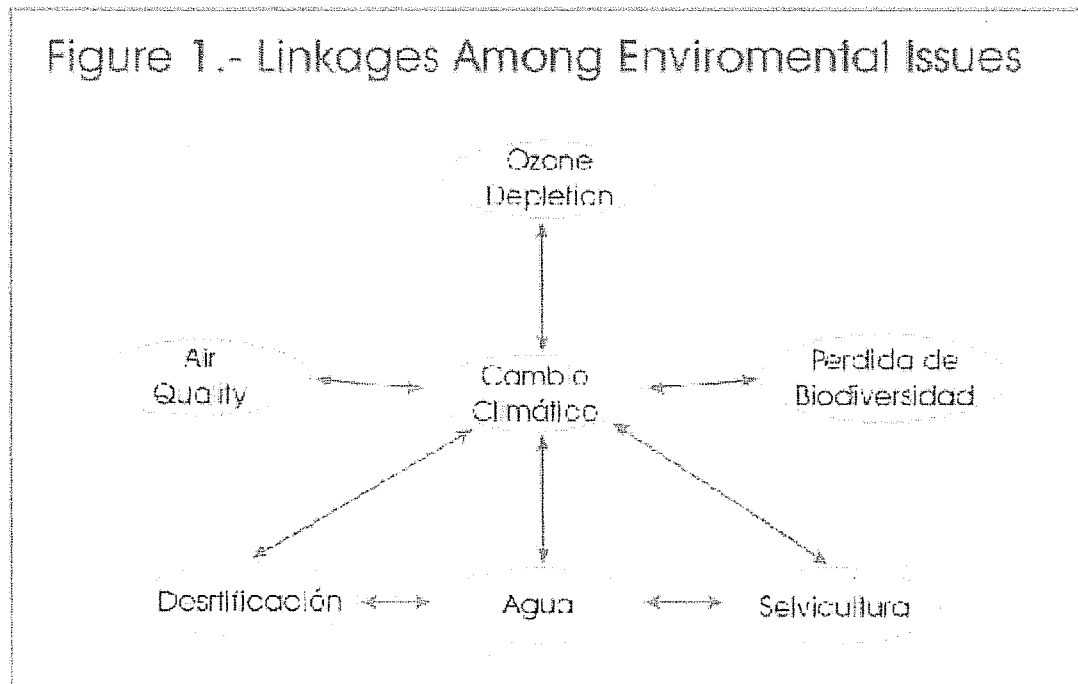 Figure 1.- Linkages Among Enviromental Issues
Ozone
Depletion
Air
Quality
Cambio
Climático
Perdida de
Biodiversidad
Desrtificación
Agua
Selvicultura